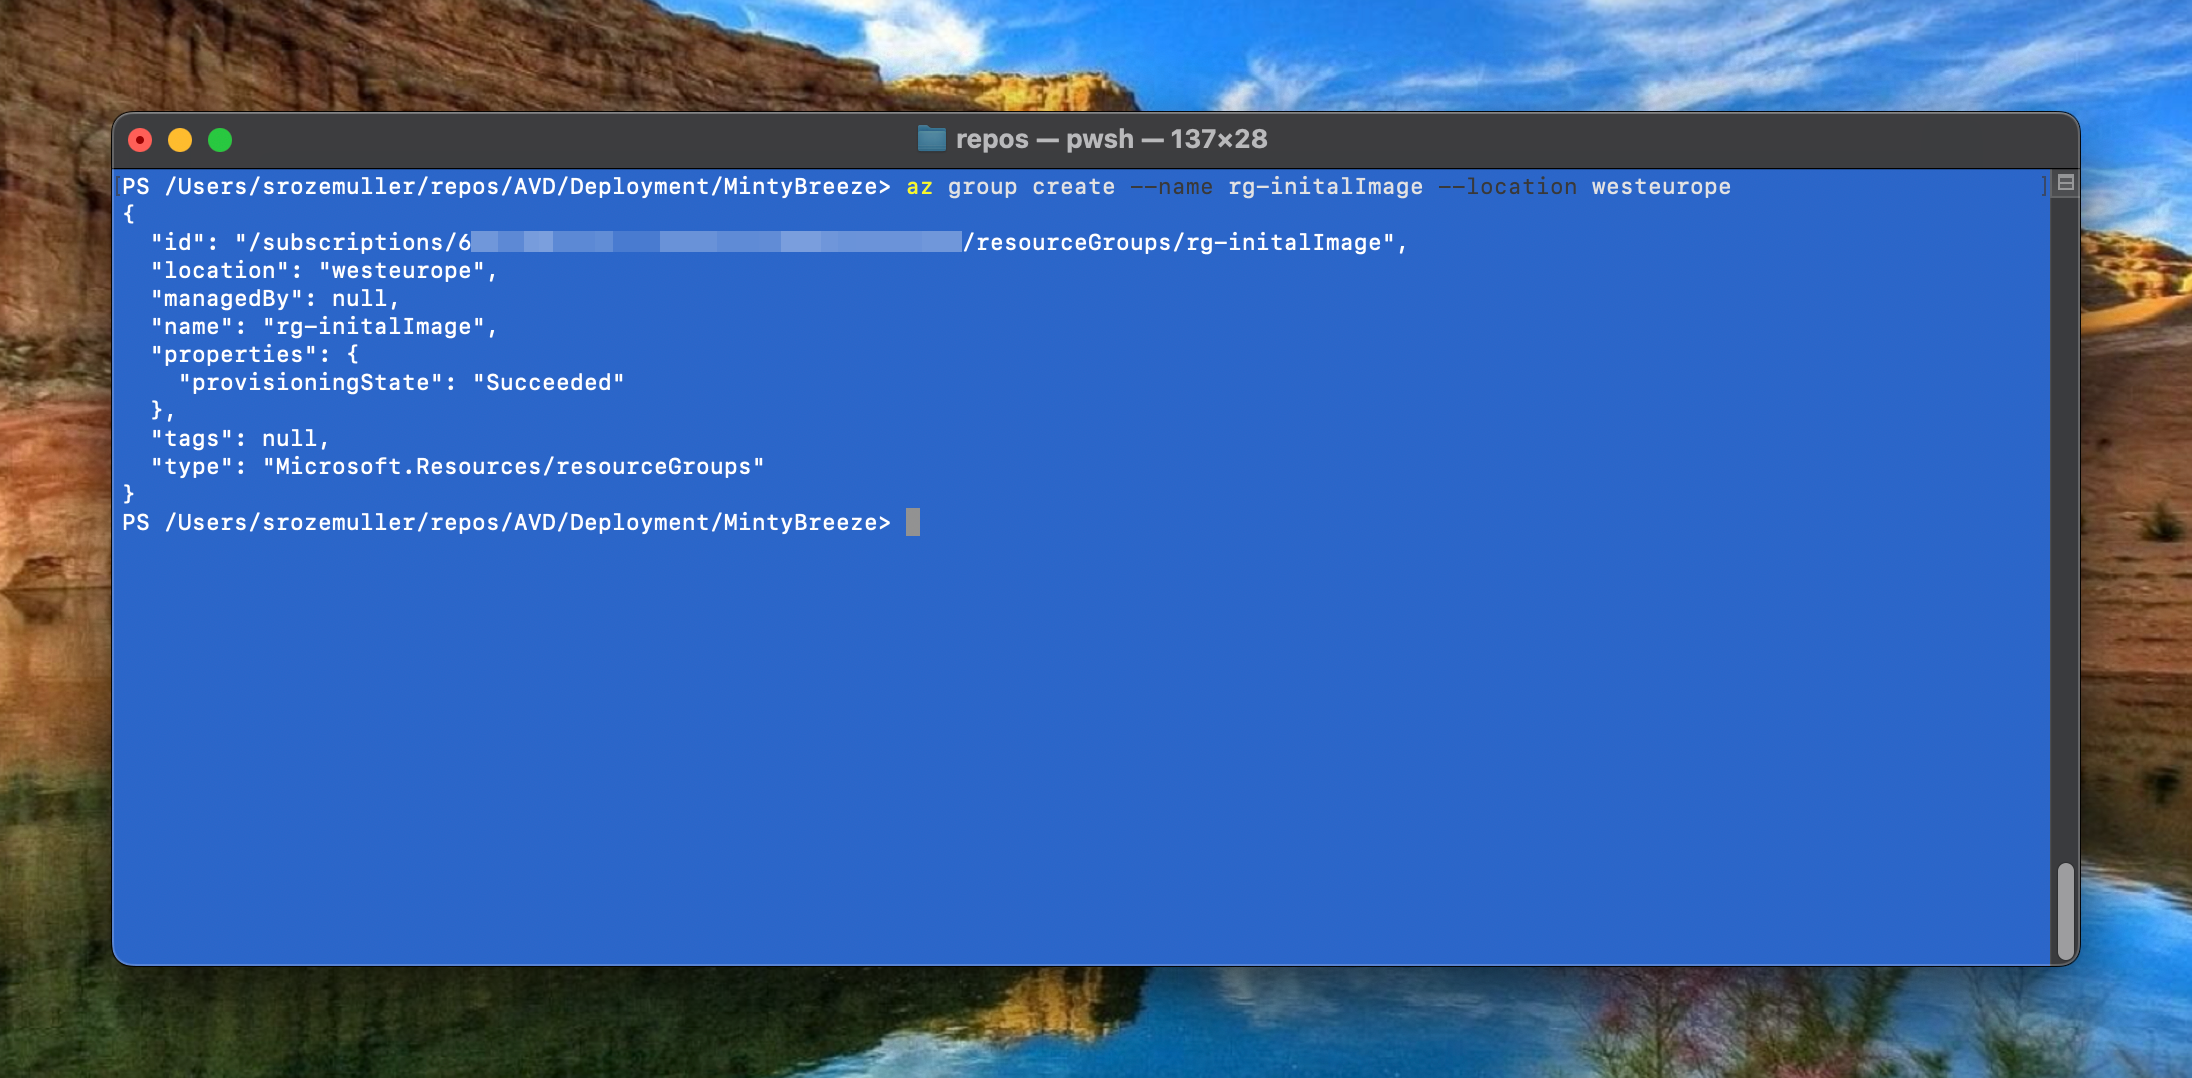 repos — pwsh — 137×28
PS /Users/srozemuller/repos/AVD/Deployment/MintyBreeze> az group create --name rg-initalImage --location westeurope
{
  "id": "/subscriptions/6/resourceGroups/rg-initalImage",
  "location": "westeurope",
  "managedBy": null,
  "name": "rg-initalImage",
  "properties": {
    "provisioningState": "Succeeded"
  },
  "tags": null,
  "type": "Microsoft.Resources/resourceGroups"
}
PS /Users/srozemuller/repos/AVD/Deployment/MintyBreeze>